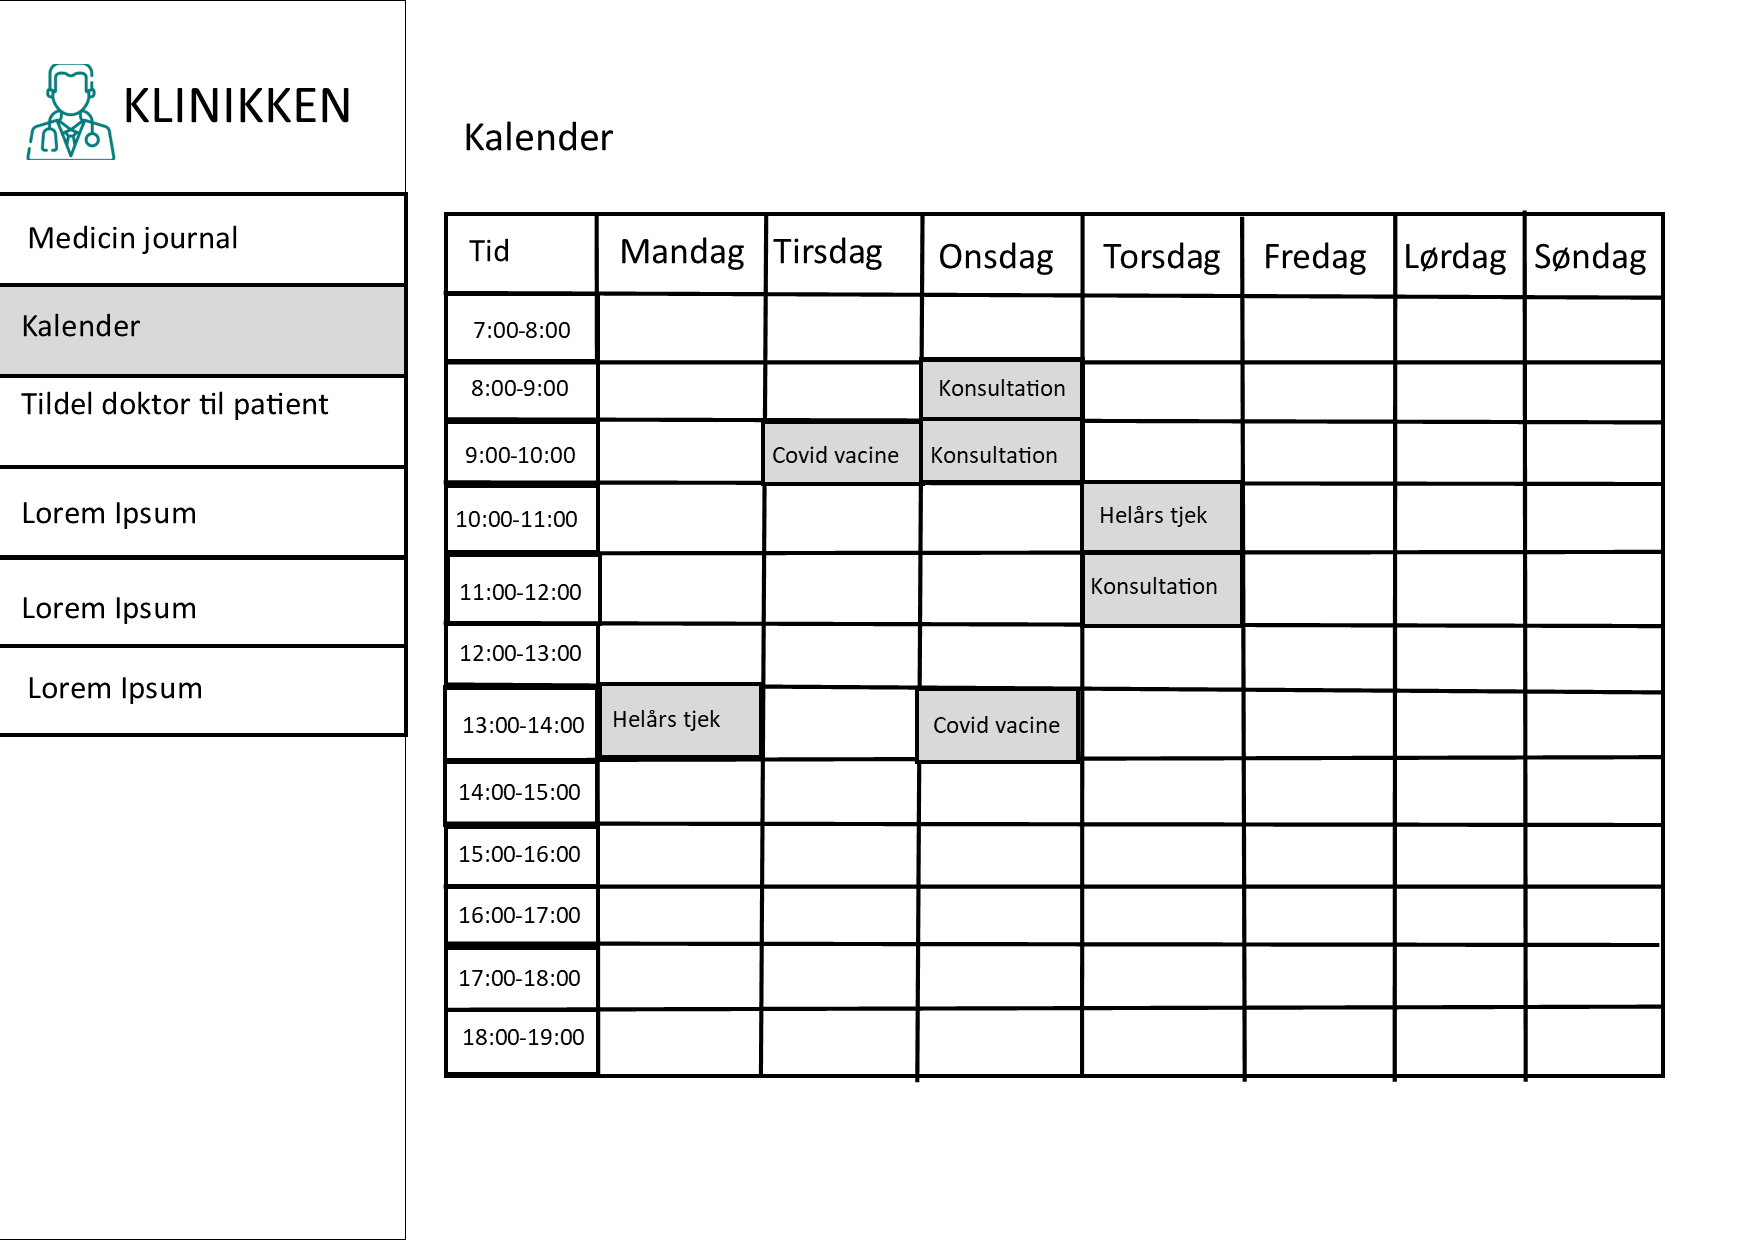 KLINIKKEN
Medicin journal
Kalender
Tildel doktor til patient
Lorem Ipsum
Lorem Ipsum
Lorem Ipsum
Kalender
Tid Mandag Tirsdag Onsdag Torsdag Fredag Lørdag Søndag
7:00-8:00
8:00-9:00 Konsultation
9:00-10:00 Covid vacine Konsultation
10:00-11:00 Helårs tjek
11:00-12:00 Konsultation
12:00-13:00
13:00-14:00 Helårs tjek Covid vacine
14:00-15:00
15:00-16:00
16:00-17:00
17:00-18:00
18:00-19:00